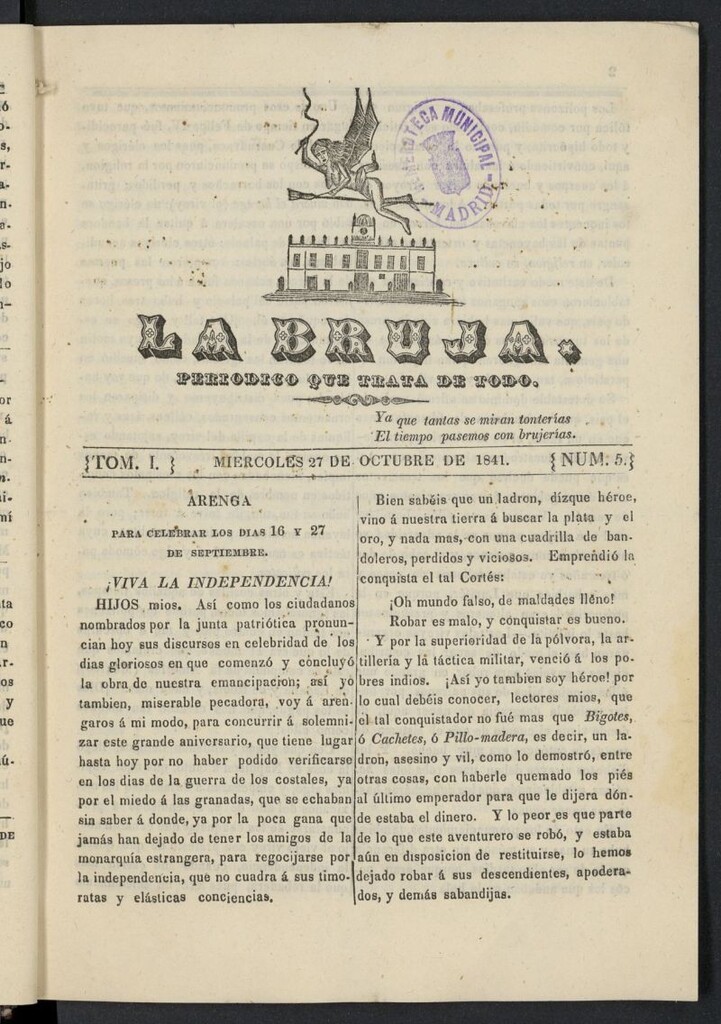 HEMEROTECA MUNICIPAL
MADRID
LA BRUJA.
PERIODICO QUE TRATA DE TODO.
Ya que tantas se miran tonterías
El tiempo pasemos con brujerías.
{TOM. I. } MIERCOLES 27 DE OCTUBRE DE 1841. { NUM. 5.}
ARENGA
PARA CELEBRAR LOS DIAS 16 Y 27
DE SEPTIEMBRE.
¡VIVA LA INDEPENDENCIA!
HIJOS mios. Así como los ciudadanos
nombrados por la junta patriótica pronun-
cian hoy sus discursos en celebridad de los
dias gloriosos en que comenzó y concluyó
la obra de nuestra emancipacion; así yo
tambien, miserable pecadora, voy á aren-
garos á mi modo, para concurrir á solemni-
zar este grande aniversario, que tiene lugar
hasta hoy por no haber podido verificarse
en los dias de la guerra de los costales, ya
por el miedo á las granadas, que se echaban
sin saber á donde, ya por la poca gana que
jamás han dejado de tener los amigos de la
monarquía estrangera, para regocijarse por
la independencia, que no cuadra á sus timo-
ratas y elásticas conciencias.
Bien sabéis que un ladron, dízque héroe,
vino á nuestra tierra á buscar la plata y el
oro, y nada mas, con una cuadrilla de ban-
doleros, perdidos y viciosos. Emprendió la
conquista el tal Cortés:
¡Oh mundo falso, de maldades lleno!
Robar es malo, y conquistar es bueno.
Y por la superioridad de la pólvora, la ar-
tillería y la táctica militar, venció á los po-
bres indios. ¡Así yo tambien soy héroe! por
lo cual debéis conocer, lectores mios, que
el tal conquistador no fué mas que Bigotes,
ó Cachetes, ó Pillo-madera, es decir, un la-
dron, asesino y vil, como lo demostró, entre
otras cosas, con haberle quemado los piés
al último emperador para que le dijera dón-
de estaba el dinero. Y lo peor es que parte
de lo que este aventurero se robó, y estaba
aún en disposicion de restituirse, lo hemos
dejado robar á sus descendientes, apodera-
dos, y demás sabandijas.